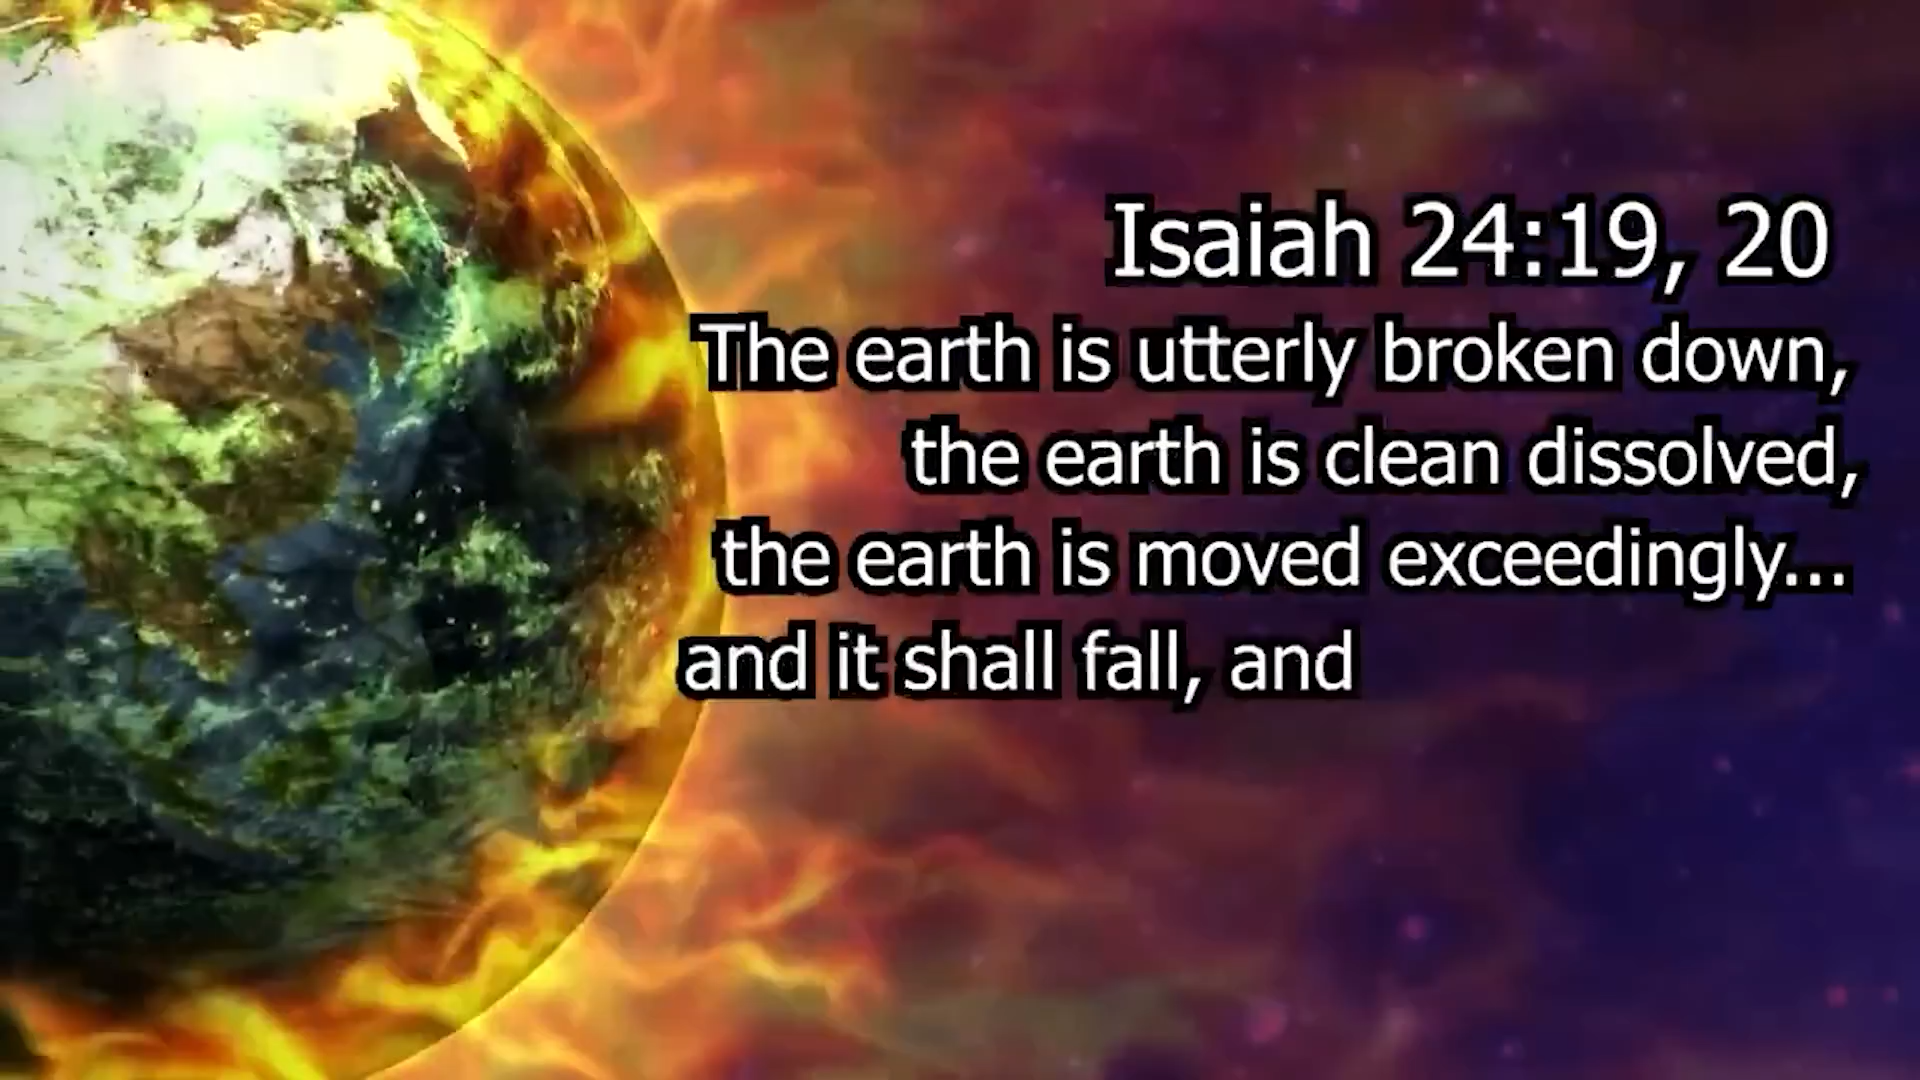 Isaiah 24:19, 20
The earth is utterly broken down,
the earth is clean dissolved,
the earth is moved exceedingly...
and it shall fall, and